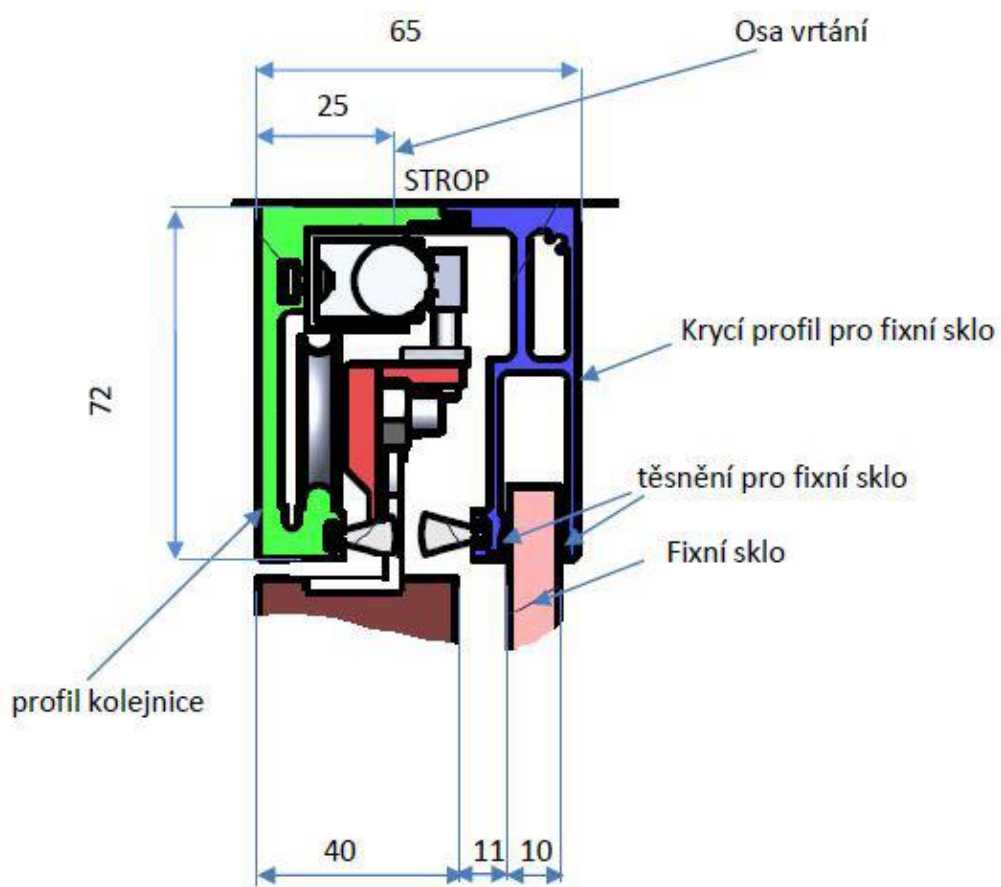 65
Osa vrtání
25
STROP
Krycí profil pro fixní sklo
72
těsnění pro fixní sklo
Fixní sklo
profil kolejnice
40
11
10